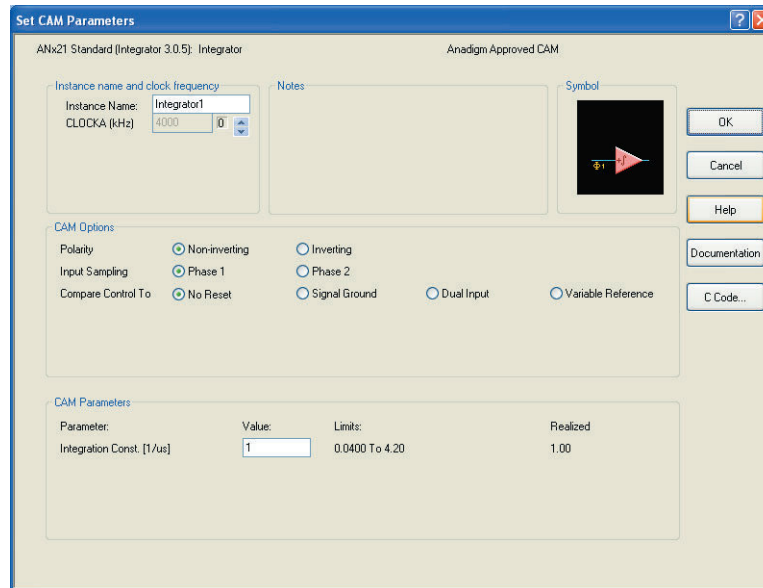 Set CAM Parameters
ANx21 Standard (Integrator 3.0.5): Integrator
Anadigm Approved CAM
Instance name and clock frequency
Instance Name: Integrator1
CLOCKA (kHz) 4000 0
Notes
Symbol
Φ1 +∫
OK
Cancel
Help
Documentation
C Code...
CAM Options
Polarity Non-inverting Inverting
Input Sampling Phase 1 Phase 2
Compare Control To No Reset Signal Ground Dual Input Variable Reference
CAM Parameters
Parameter: Value: Limits: Realized
Integration Const. [1/us] 1 0.0400 To 4.20 1.00